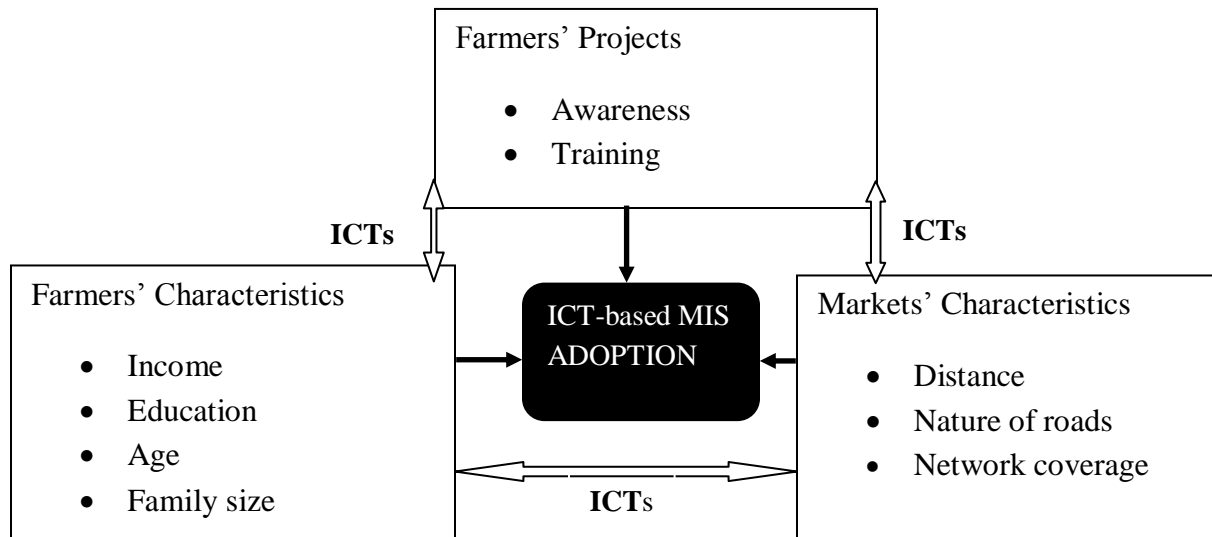 Farmers’ Projects
• Awareness
• Training
ICTs
ICTs
Farmers’ Characteristics
• Income
• Education
• Age
• Family size
ICT-based MIS
ADOPTION
Markets’ Characteristics
• Distance
• Nature of roads
• Network coverage
ICTs